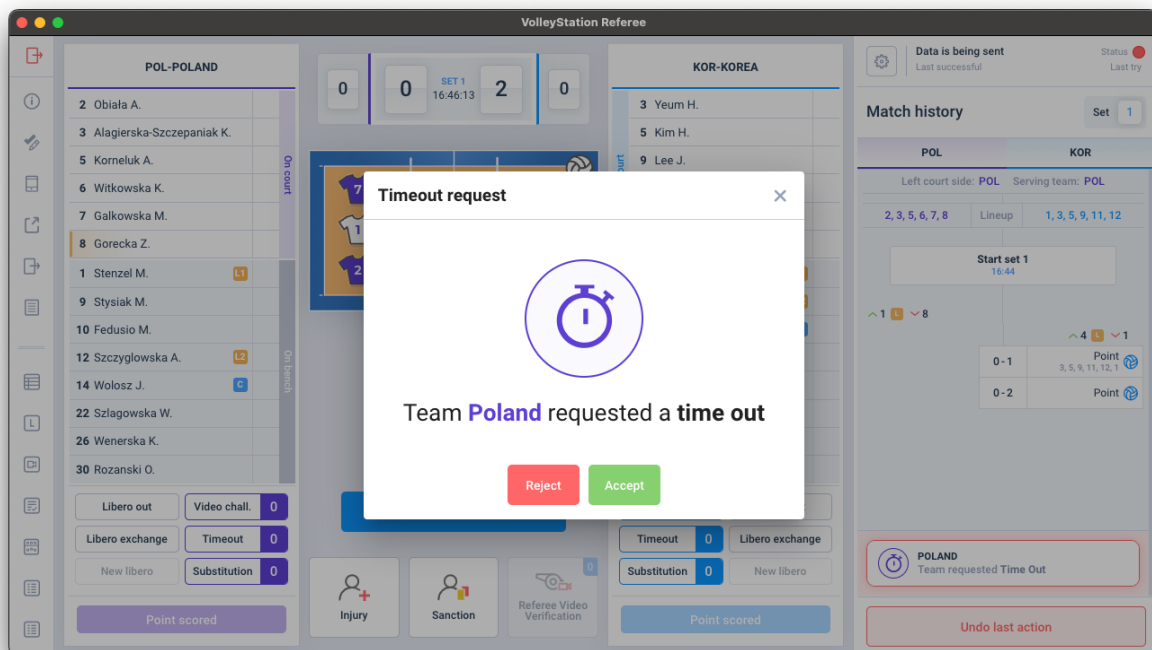 VolleyStation Referee
POL-POLAND
2 Obiała A.
3 Alagierska-Szczepaniak K.
5 Korneluk A.
6 Witkowska K.
7 Galkowska M.
8 Gorecka Z.
On court
1 Stenzel M. L1
9 Stysiak M.
10 Fedusio M.
12 Szczyglowska A. L2
14 Wolosz J. C
22 Szlagowska W.
26 Wenerska K.
30 Rozanski O.
On bench
Libero out
Video chall. 0
Libero exchange
Timeout 0
New libero
Substitution 0
Point scored
0
0
SET 1
16:46:13
2
0
7
1
2
Timeout request
Team Poland requested a time out
Reject
Accept
Injury
Sanction
0
Referee Video
Verification
KOR-KOREA
3 Yeum H.
5 Kim H.
9 Lee J.
Timeout 0
Libero exchange
Substitution 0
New libero
Point scored
Data is being sent
Last successful
Status
Last try
Match history
Set 1
POL
KOR
Left court side: POL Serving team: POL
2, 3, 5, 6, 7, 8
Lineup
1, 3, 5, 9, 11, 12
Start set 1
16:44
1 L 8
4 L 1
0 - 1
Point
3, 5, 9, 11, 12, 1
0 - 2
Point
POLAND
Team requested Time Out
Undo last action